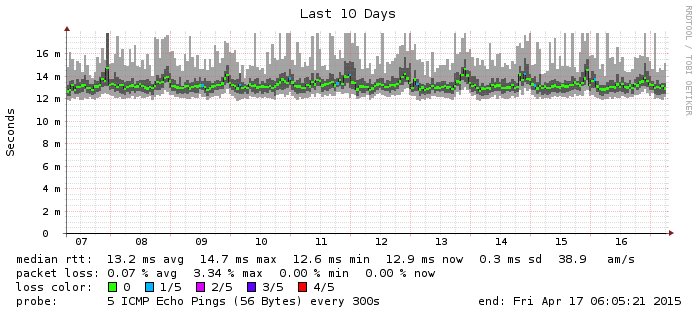 Last 10 Days
RRDTOOL / TOBI OETIKER
Seconds
16 m
14 m
12 m
10 m
8 m
6 m
4 m
2 m
0
07 08 09 10 11 12 13 14 15 16
median rtt: 13.2 ms avg 14.7 ms max 12.6 ms min 12.9 ms now 0.3 ms sd 38.9 am/s
packet loss: 0.07 % avg 3.34 % max 0.00 % min 0.00 % now
loss color: 0 1/5 2/5 3/5 4/5
probe: 5 ICMP Echo Pings (56 Bytes) every 300s end: Fri Apr 17 06:05:21 2015